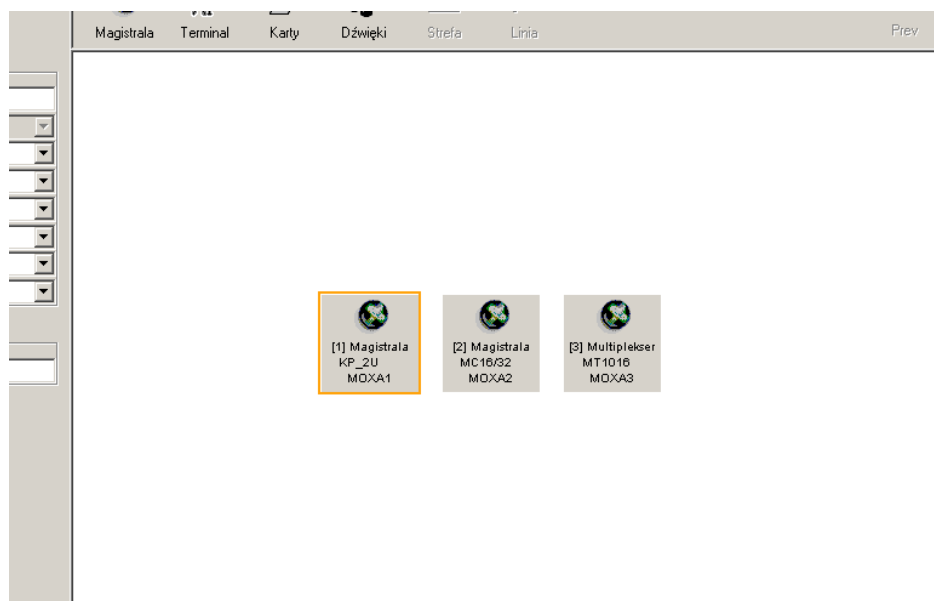 Magistrala Terminal Karty Dźwięki Strefa Linia Prev
[1] Magistrala
KP_2U
MOXA1
[2] Magistrala
MC16/32
MOXA2
[3] Multiplekser
MT1016
MOXA3